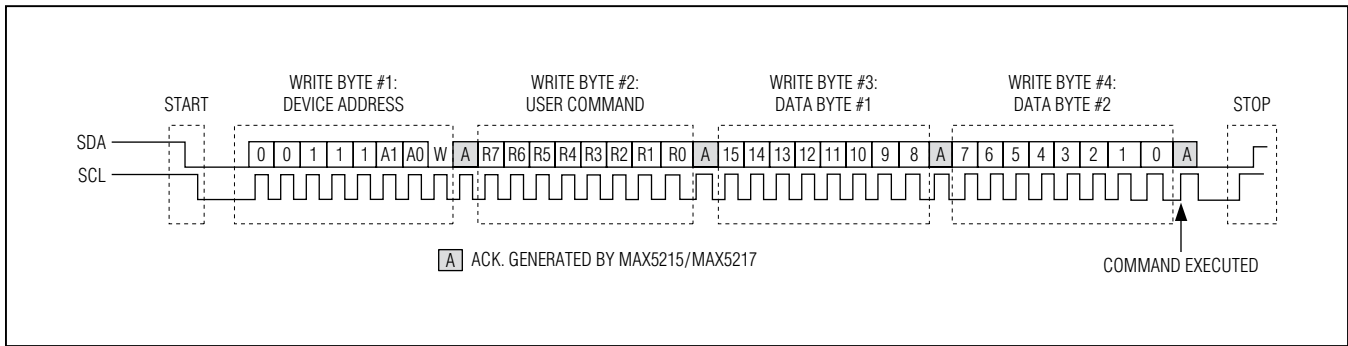 WRITE BYTE #1: WRITE BYTE #2: WRITE BYTE #3: WRITE BYTE #4:
START DEVICE ADDRESS USER COMMAND DATA BYTE #1 DATA BYTE #2 STOP
SDA 0 0 1 1 1 A1 A0 W A R7 R6 R5 R4 R3 R2 R1 R0 A 15 14 13 12 11 10 9 8 A 7 6 5 4 3 2 1 0 A
SCL
A ACK. GENERATED BY MAX5215/MAX5217 COMMAND EXECUTED